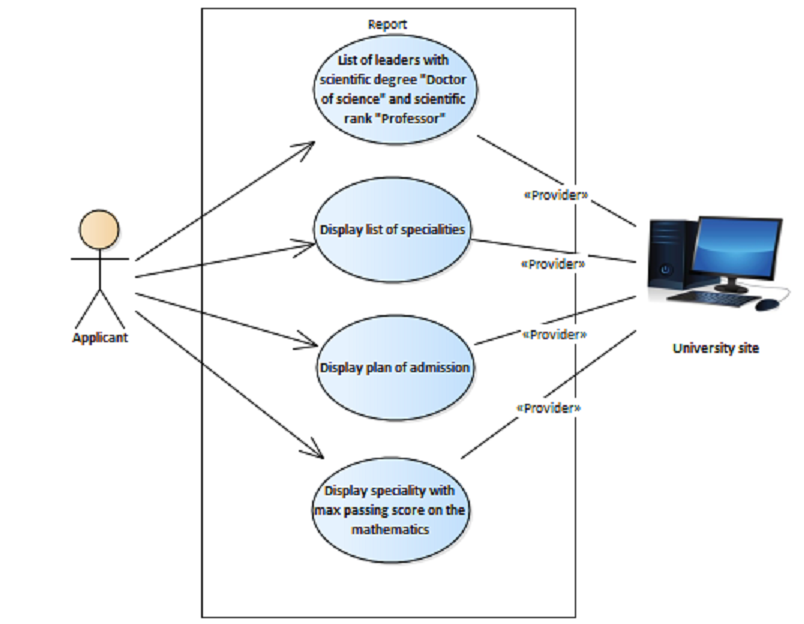 Report
List of leaders with
scientific degree "Doctor
of science" and scientific
rank "Professor"
«Provider»
Display list of specialities
«Provider»
Applicant
«Provider»
University site
Display plan of admission
«Provider»
Display speciality with
max passing score on the
mathematics